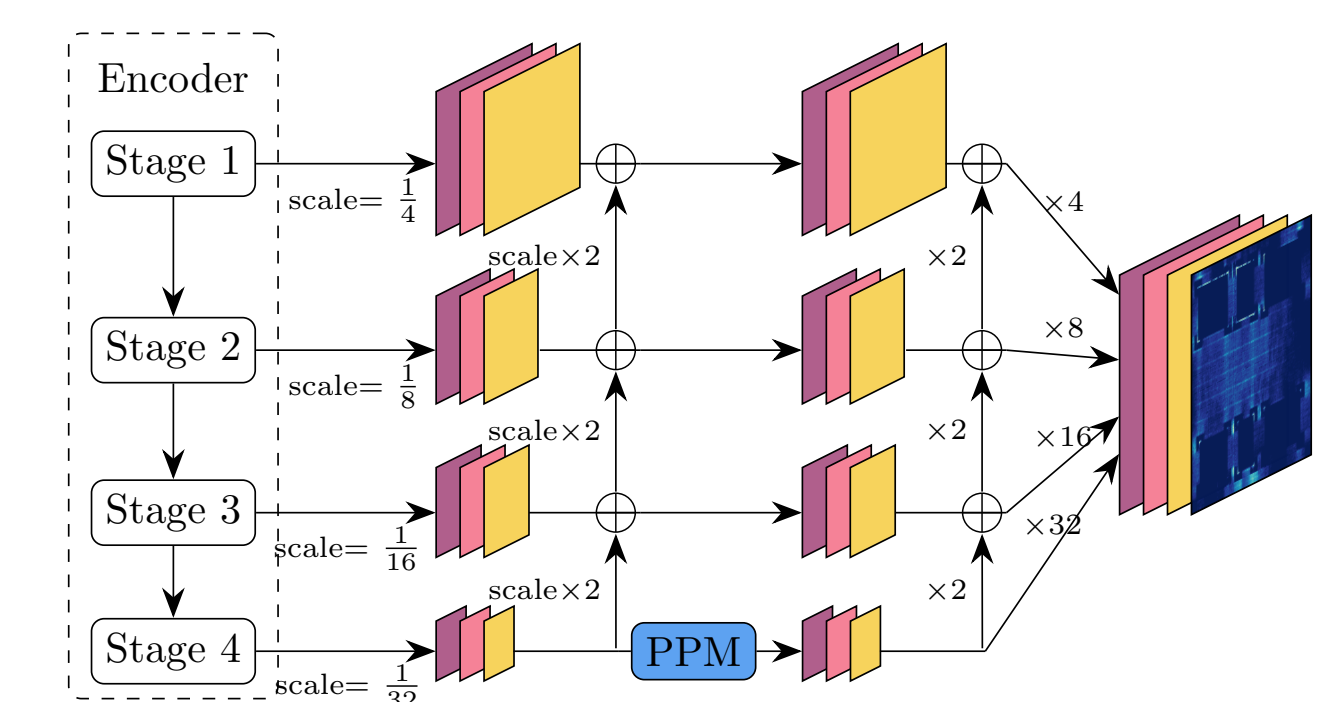 Encoder
Stage 1
scale= 1/4
×4
scale×2
×2
Stage 2
scale= 1/8
×8
scale×2
×2
×16
Stage 3
scale= 1/16
×32
scale×2
×2
Stage 4
PPM
scale= 1/32